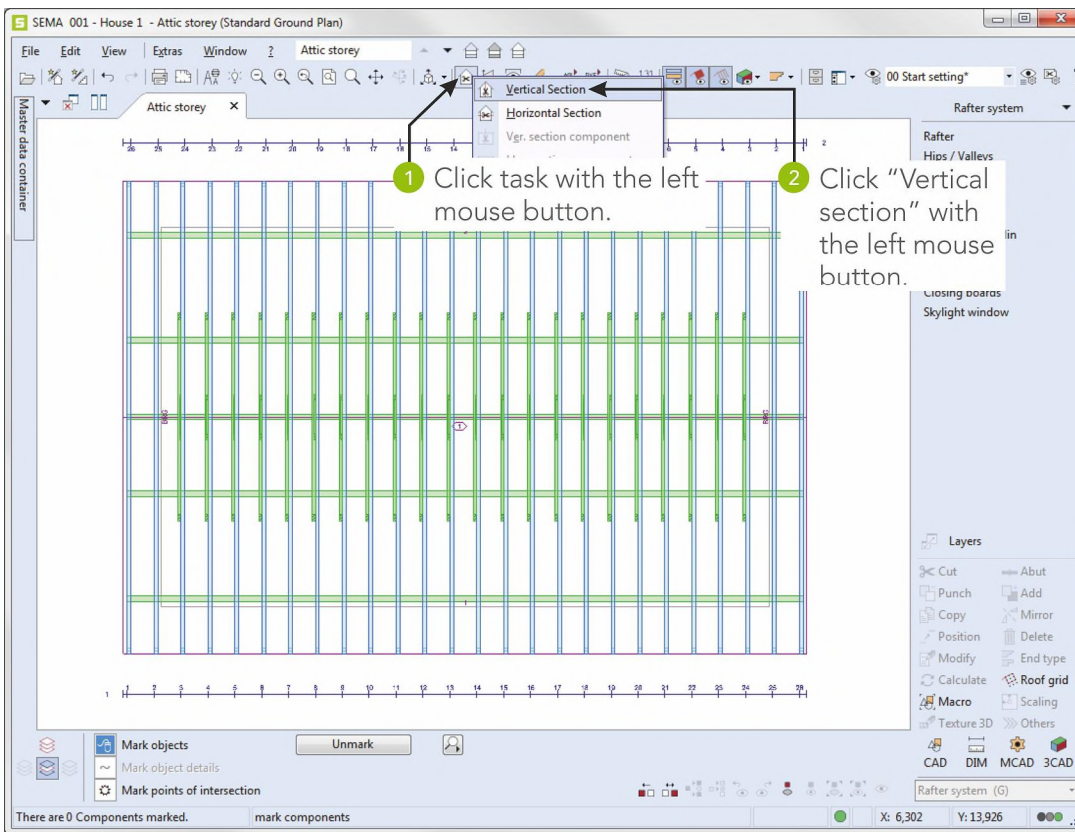 SEMA 001 - House 1 - Attic storey (Standard Ground Plan)
File Edit View Extras Window ? Attic storey
00 Start setting*
Attic storey
Master data container
Vertical Section
Horizontal Section
Ver. section component
1 Click task with the left
mouse button.
2 Click "Vertical
section" with
the left mouse
button.
Rafter system
Rafter
Hips / Valleys
Closing boards
Skylight window
Layers
Cut Abut
Punch Add
Copy Mirror
Position Delete
Modify End type
Calculate Roof grid
Macro Scaling
Texture 3D Others
CAD DIM MCAD 3CAD
Rafter system (G)
Mark objects Unmark
Mark object details
Mark points of intersection
There are 0 Components marked. mark components X: 6,302 Y: 13,926